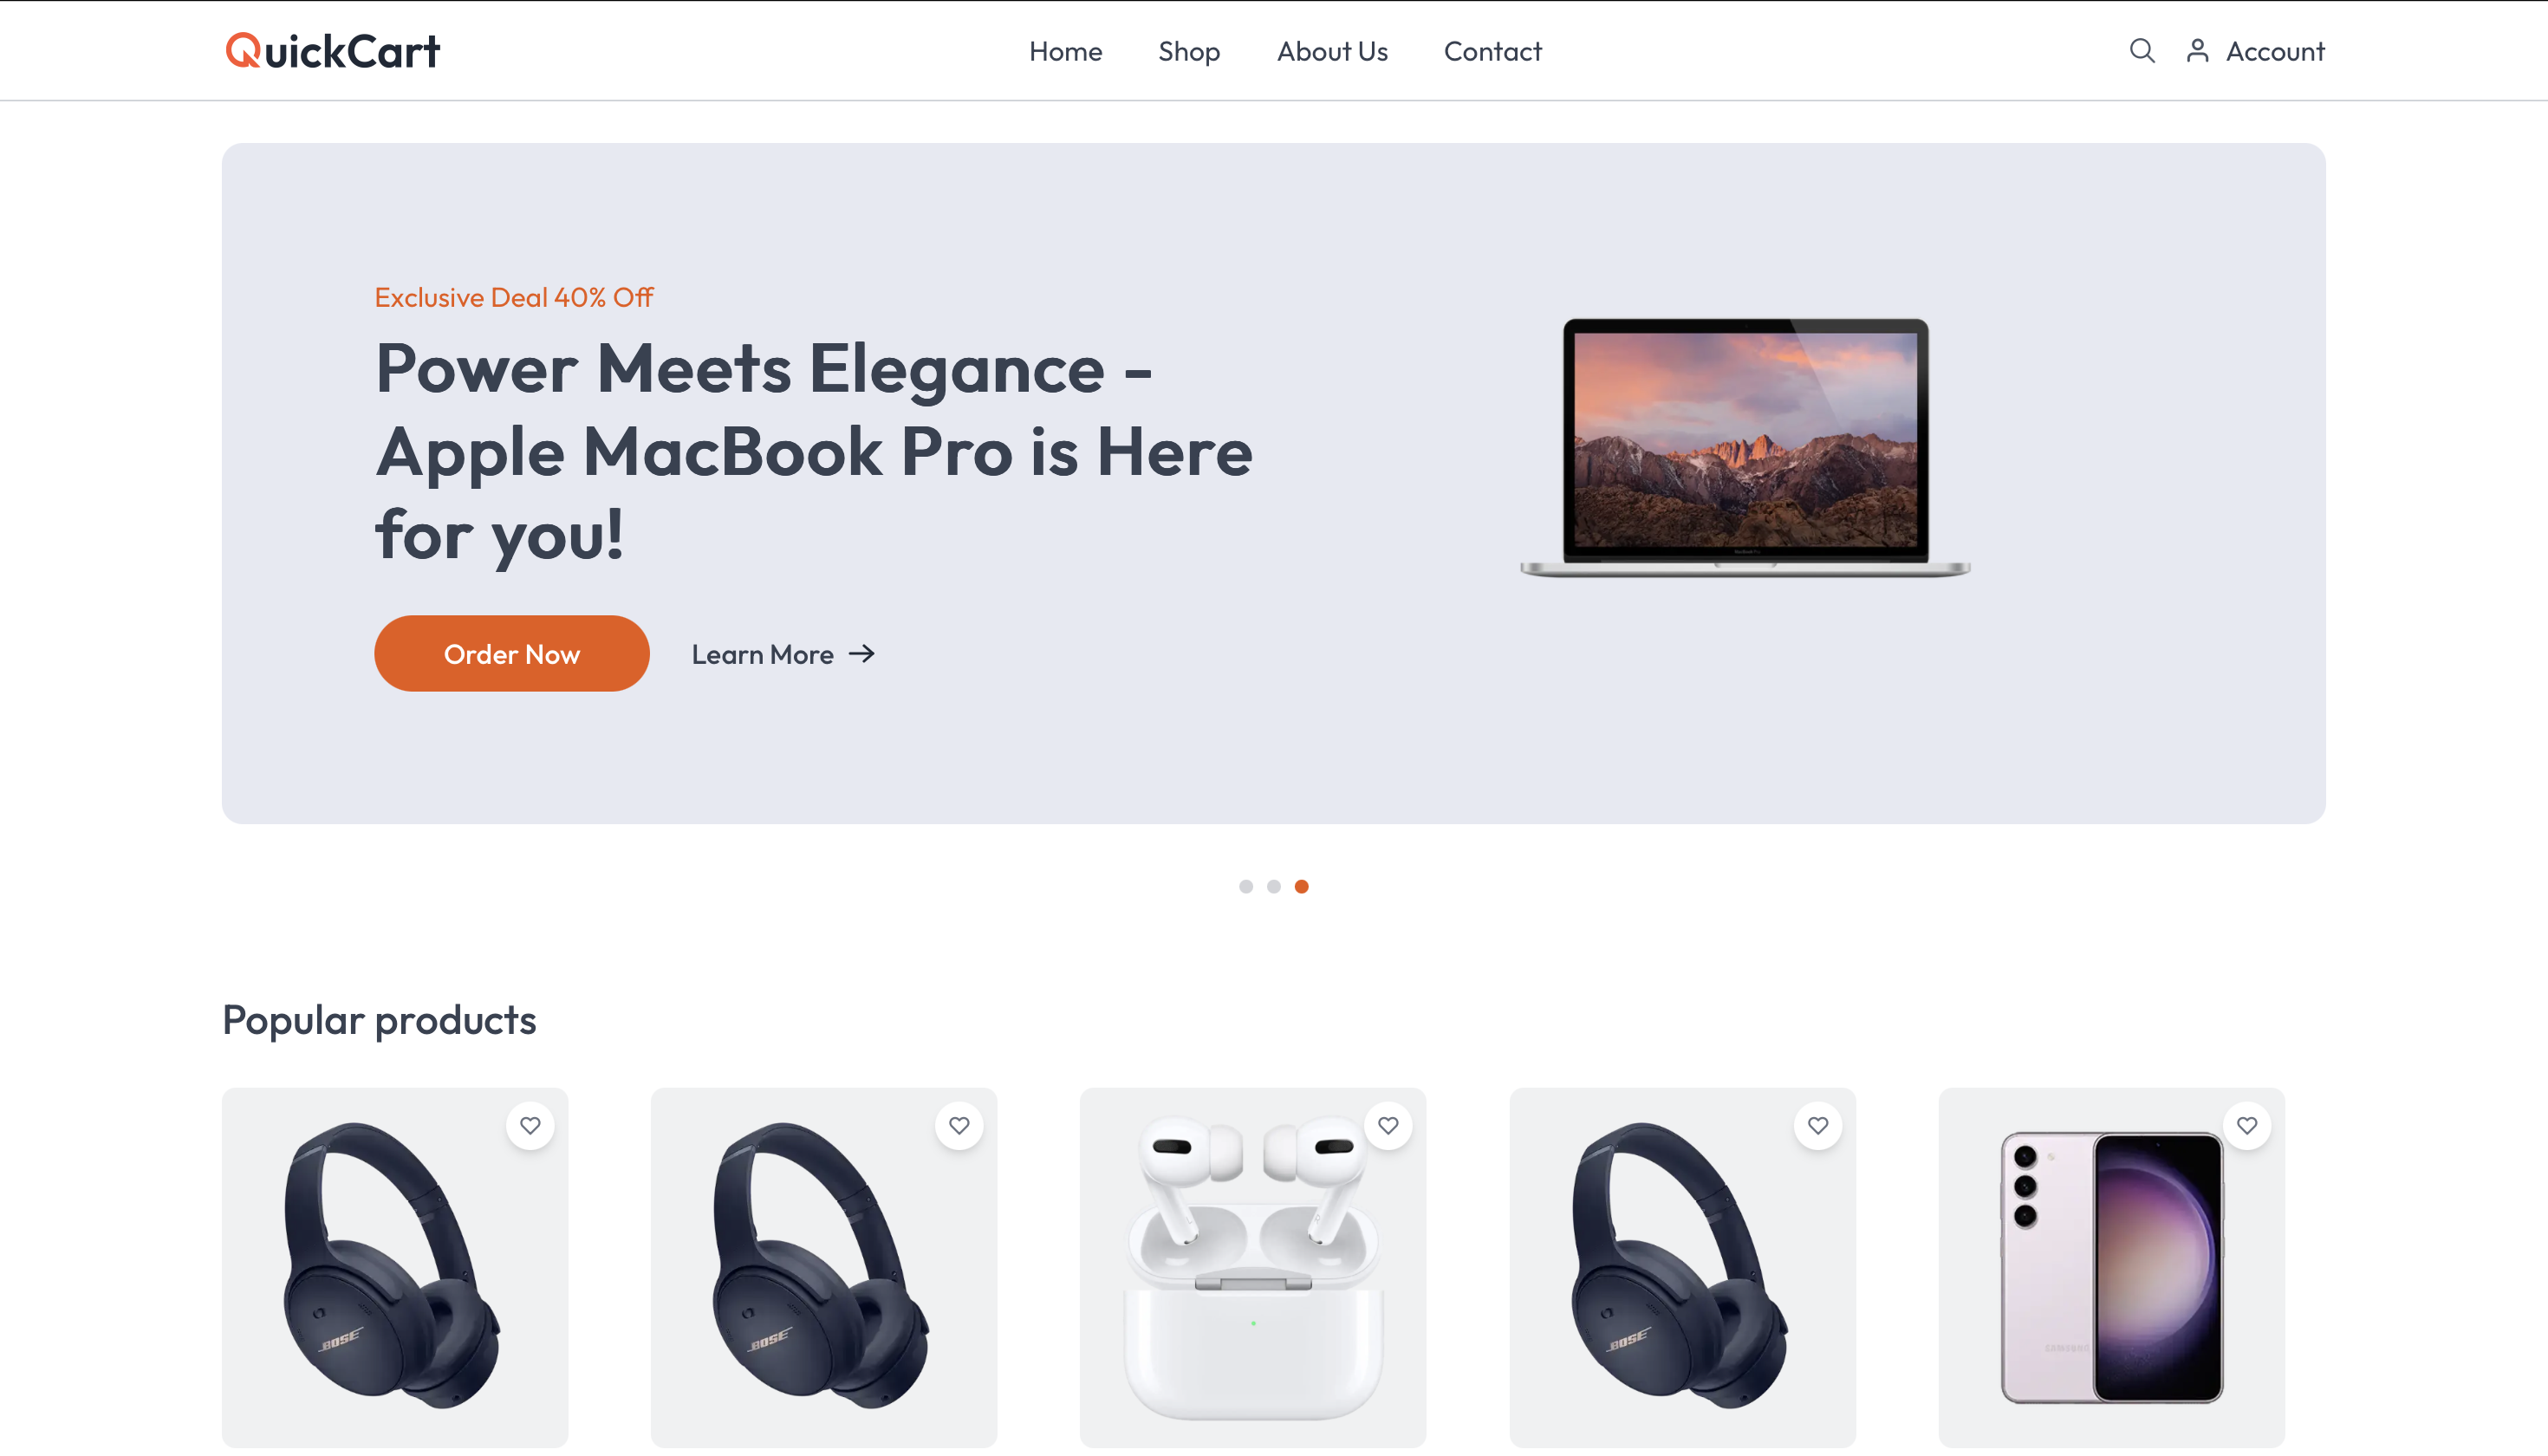 QuickCart
Home Shop About Us Contact
Account
Exclusive Deal 40% Off
Power Meets Elegance -
Apple MacBook Pro is Here
for you!
Order Now
Learn More →
Popular products
BOSE
BOSE
BOSE
SAMSUNG